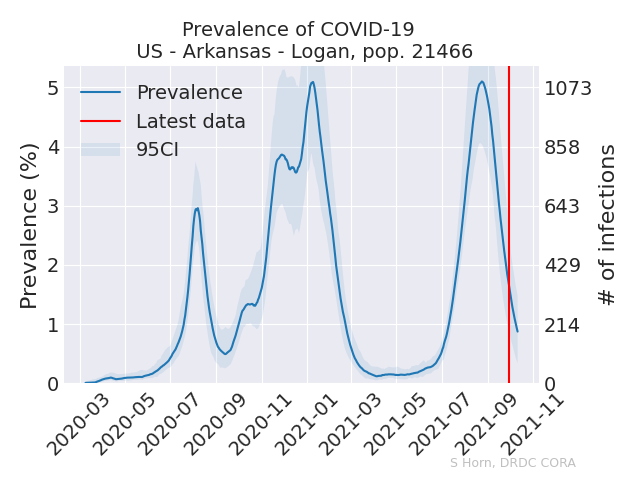 Prevalence of COVID-19
US - Arkansas - Logan, pop. 21466
Prevalence
Latest data
95CI
Prevalence (%)
5
4
3
2
1
0
1073
858
643
429
214
0
# of infections
2020-03
2020-05
2020-07
2020-09
2020-11
2021-01
2021-03
2021-05
2021-07
2021-09
2021-11
S Horn, DRDC CORA